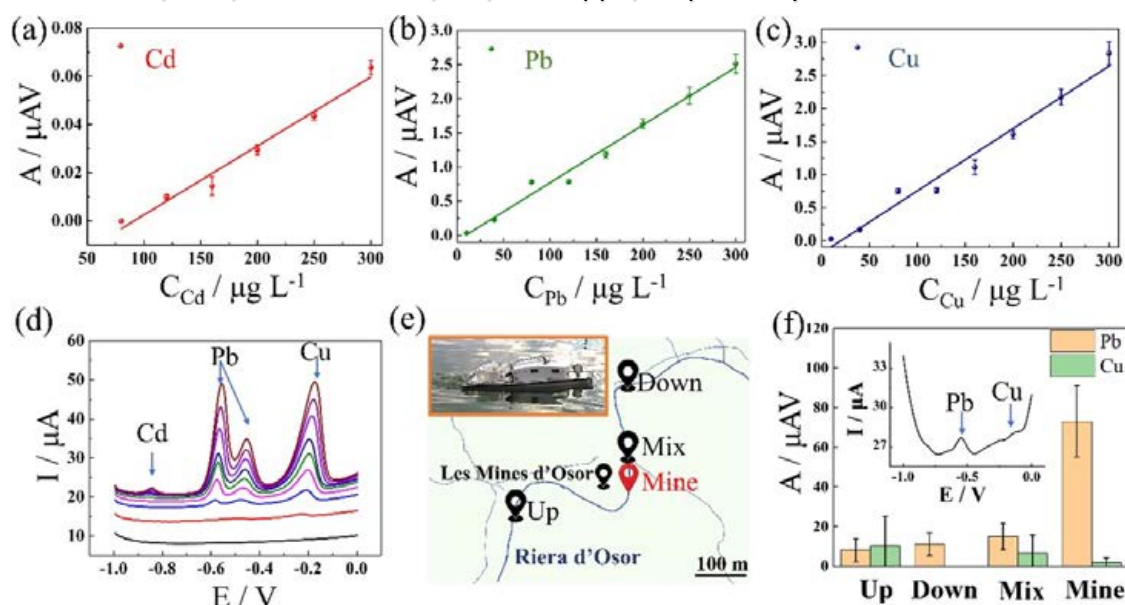 (a)
Cd
A / μAV
0.08
0.06
0.04
0.02
0.00
50 100 150 200 250 300
C_Cd / μg L⁻¹
(b)
Pb
A / μAV
3.0
2.5
2.0
1.5
1.0
0.5
0.0
0 50 100 150 200 250 300
C_Pb / μg L⁻¹
(c)
Cu
A / μAV
3.0
2.5
2.0
1.5
1.0
0.5
0.0
0 50 100 150 200 250 300
C_Cu / μg L⁻¹
(d)
Pb
Cu
Cd
I / μA
60
50
40
30
20
10
-1.0 -0.8 -0.6 -0.4 -0.2 0.0
E / V
(e)
Down
Mix
Les Mines d'Osor
Mine
Up
Riera d'Osor
100 m
(f)
Pb
Cu
A / μAV
120
100
80
60
40
20
0
I / μA
33
30
27
Pb
Cu
-1.0 -0.5 0.0
E / V
Up Down Mix Mine